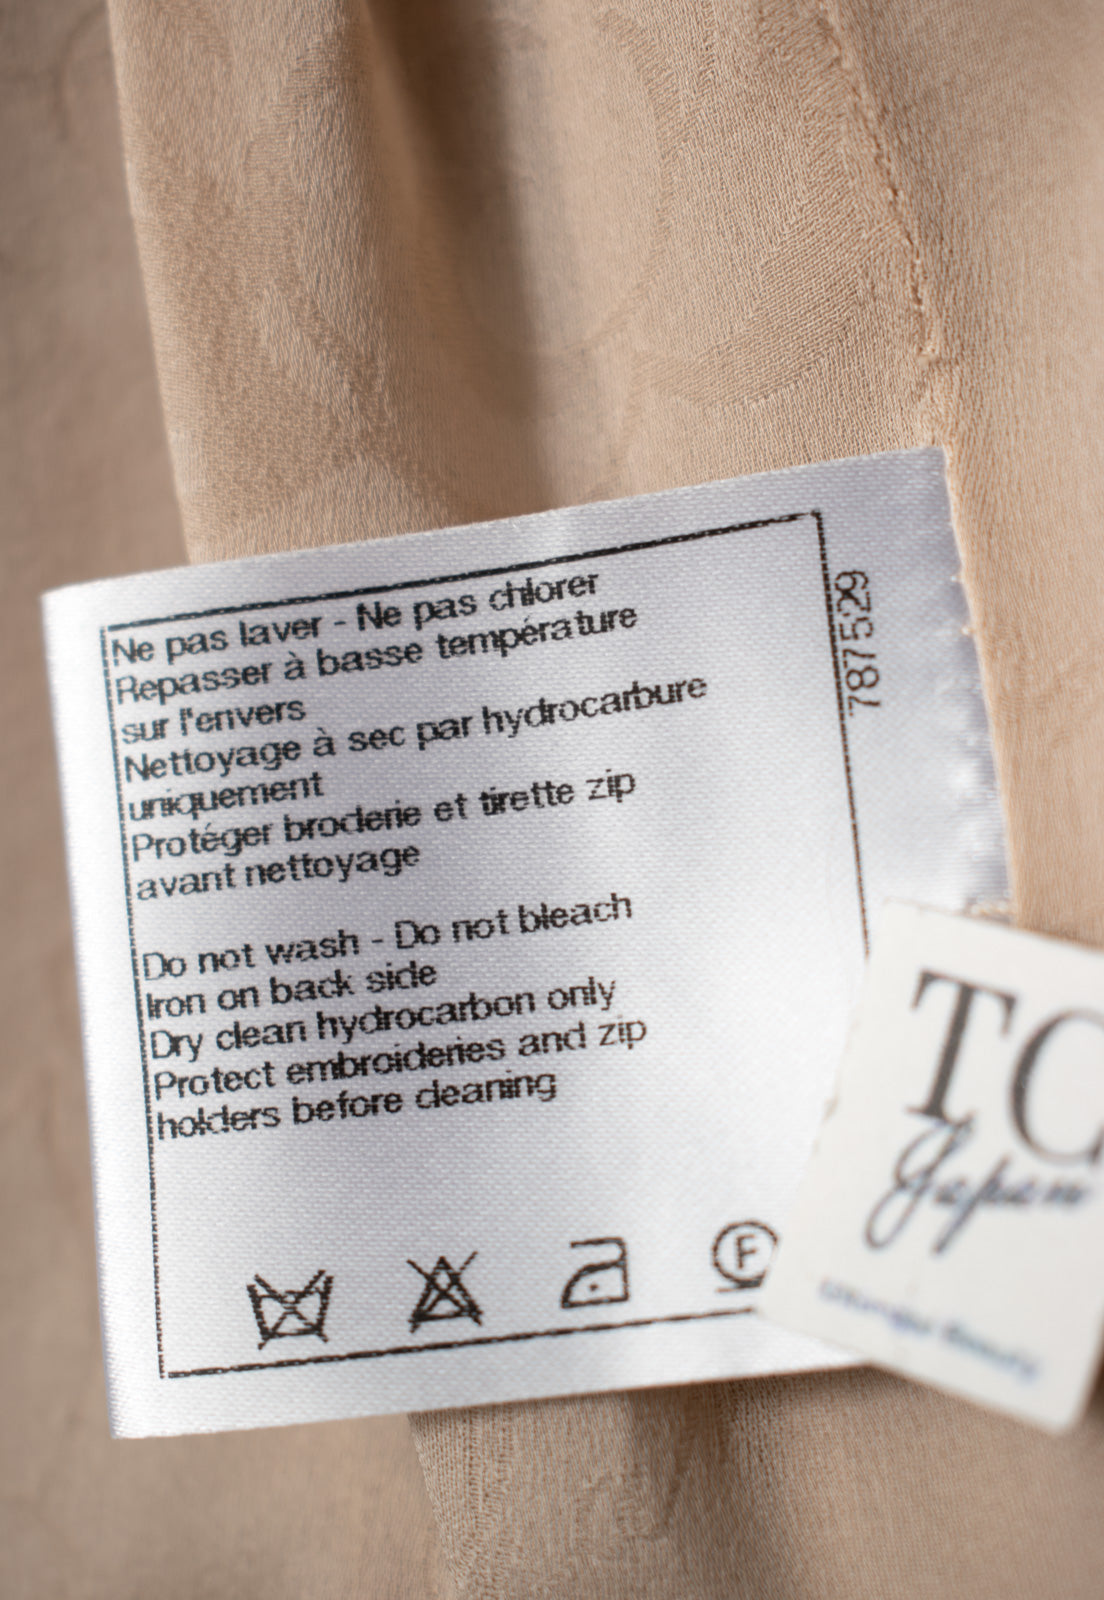 Ne pas laver - Ne pas chlorer
Repasser à basse température
sur l'envers
Nettoyage à sec par hydrocarbure
uniquement
Protéger broderie et tirette zip
avant nettoyage
Do not wash - Do not bleach
Iron on back side
Dry clean hydrocarbon only
Protect embroideries and zip
holders before cleaning
F
787529
TC
Japan